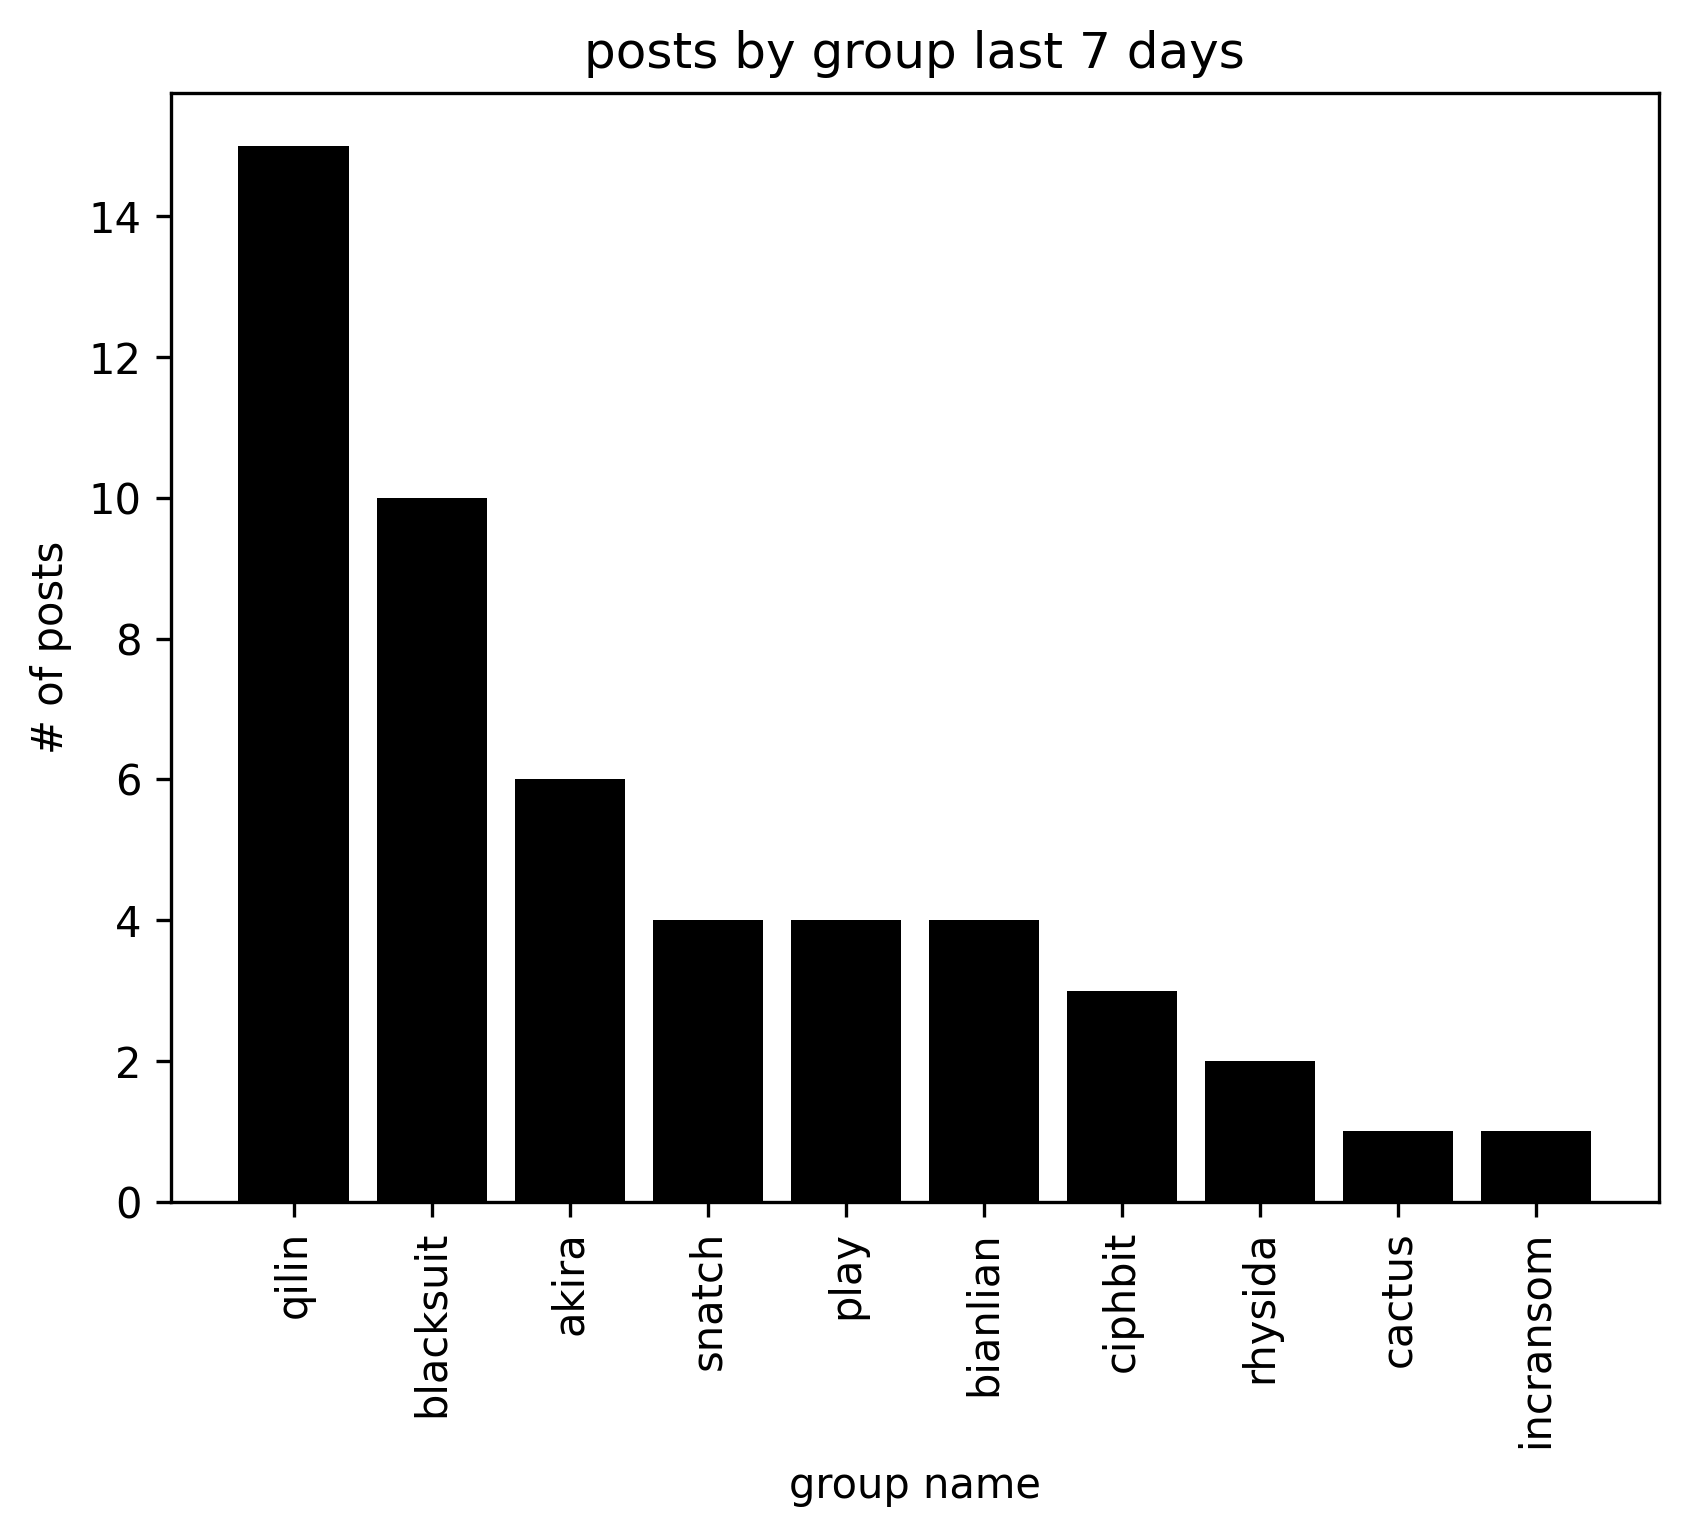 posts by group last 7 days
# of posts
14
12
10
8
6
4
2
0
qilin
blacksuit
akira
snatch
play
bianlian
ciphbit
rhysida
cactus
incransom
group name